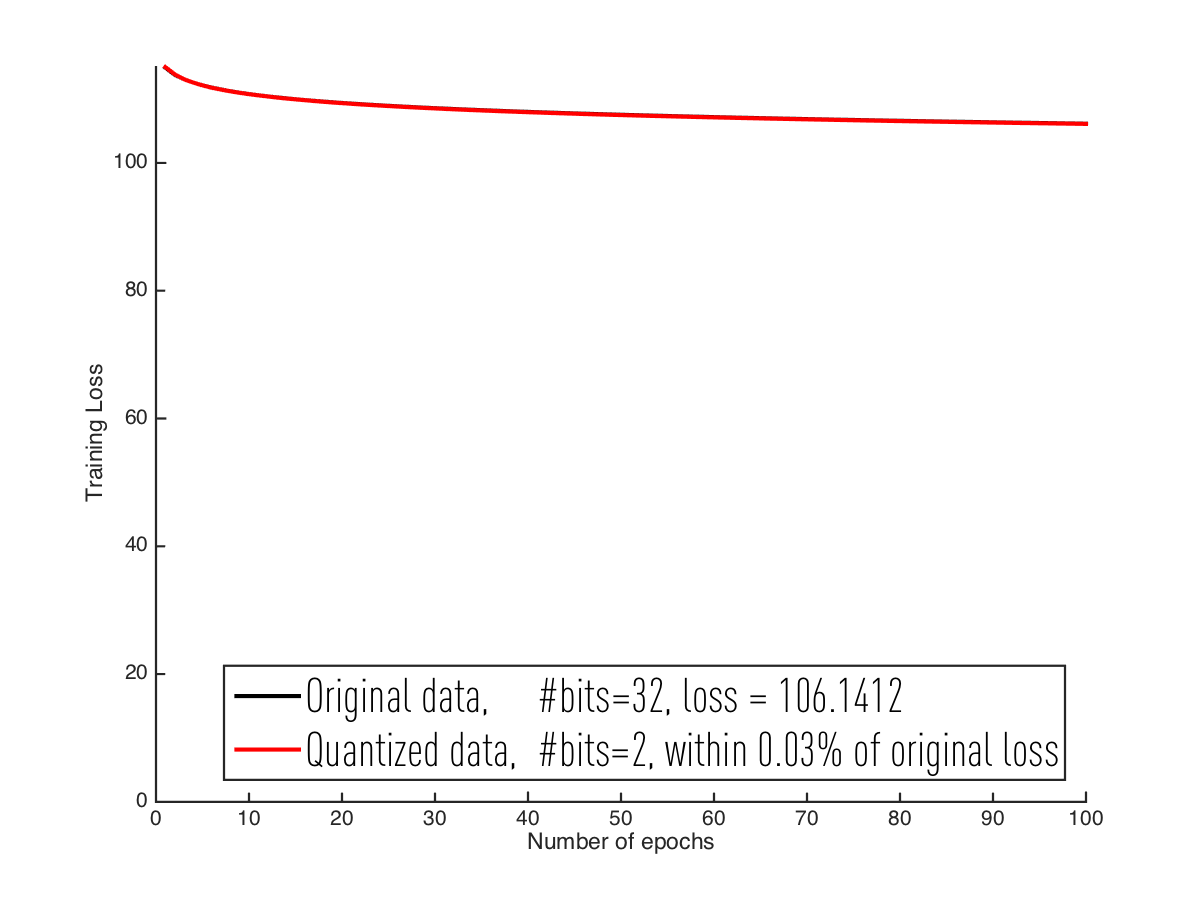 100
80
60
40
20
0
Training Loss
Original data, #bits=32, loss = 106.1412
Quantized data, #bits=2, within 0.03% of original loss
0 10 20 30 40 50 60 70 80 90 100
Number of epochs